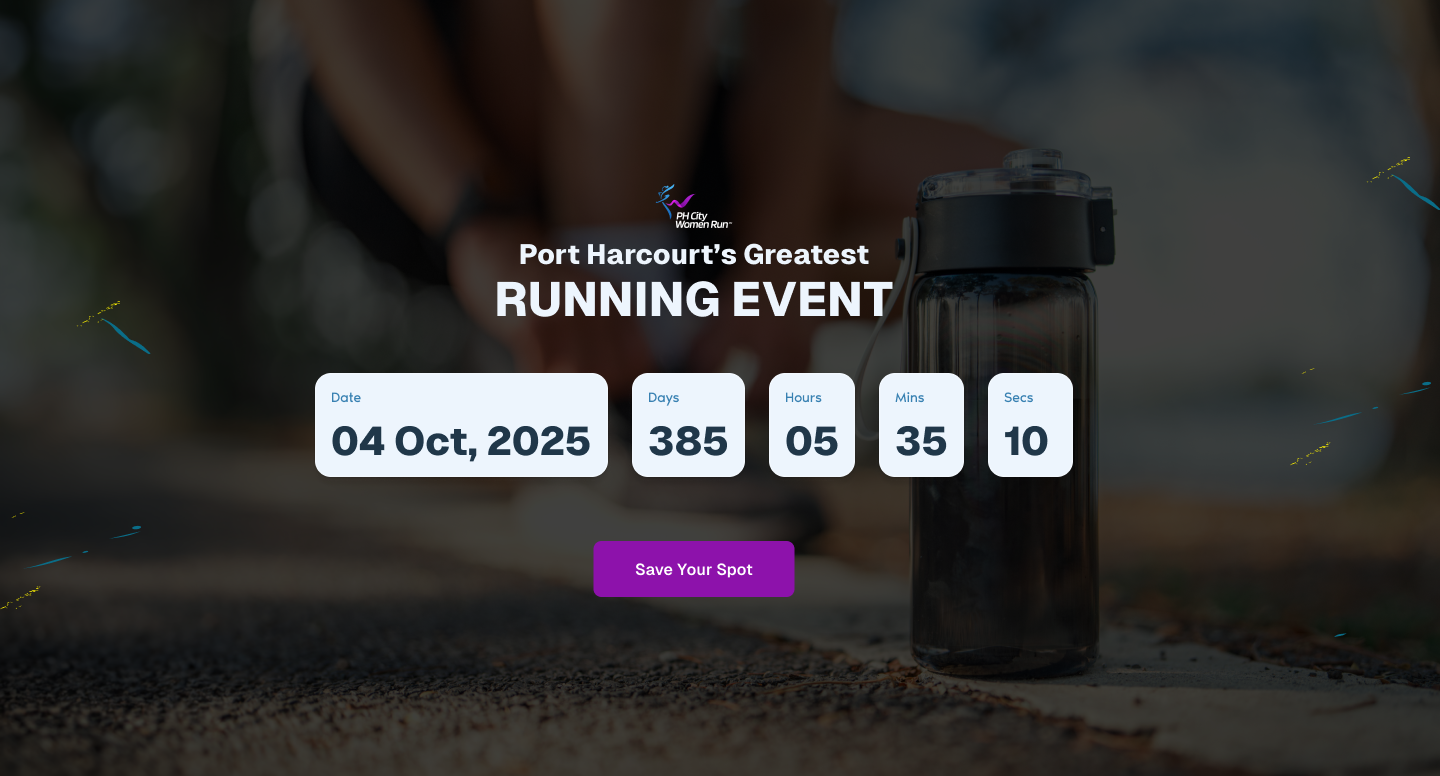 PH City
Women Run™
Port Harcourt's Greatest
RUNNING EVENT
Date
04 Oct, 2025
Days
385
Hours
05
Mins
35
Secs
10
Save Your Spot